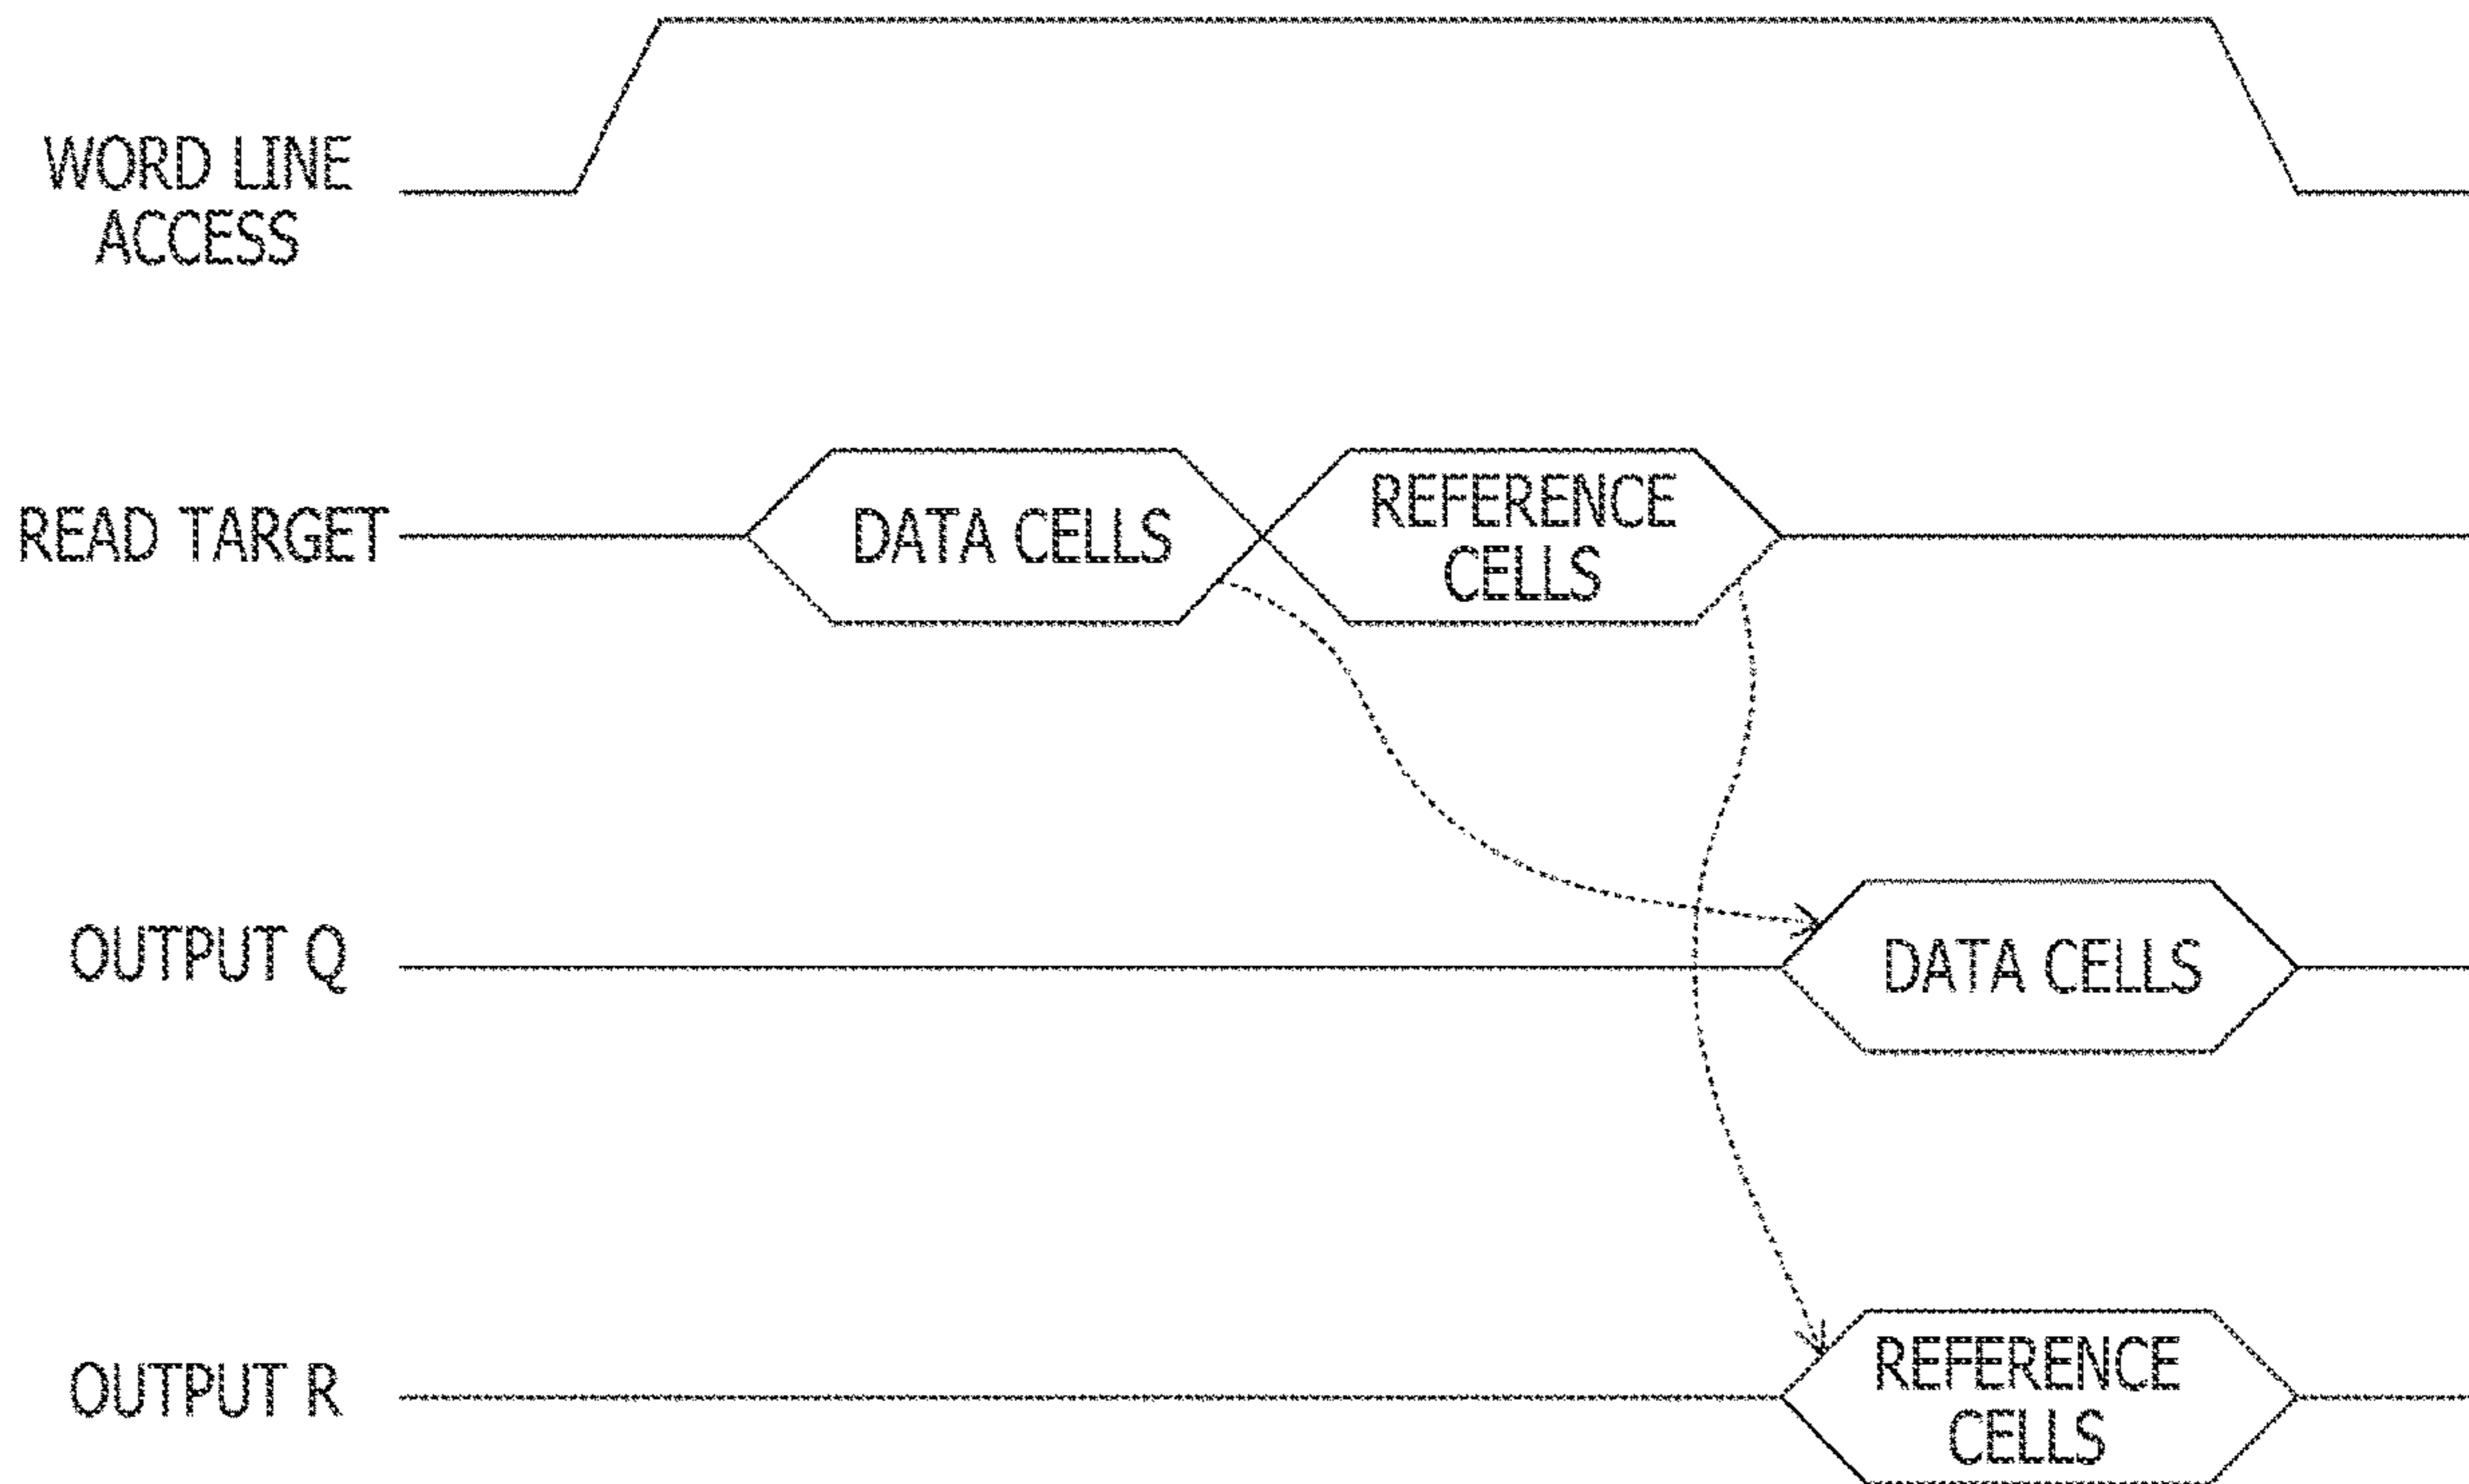 WORD LINE
ACCESS
READ TARGET
DATA CELLS
REFERENCE
CELLS
OUTPUT Q
DATA CELLS
OUTPUT R
REFERENCE
CELLS